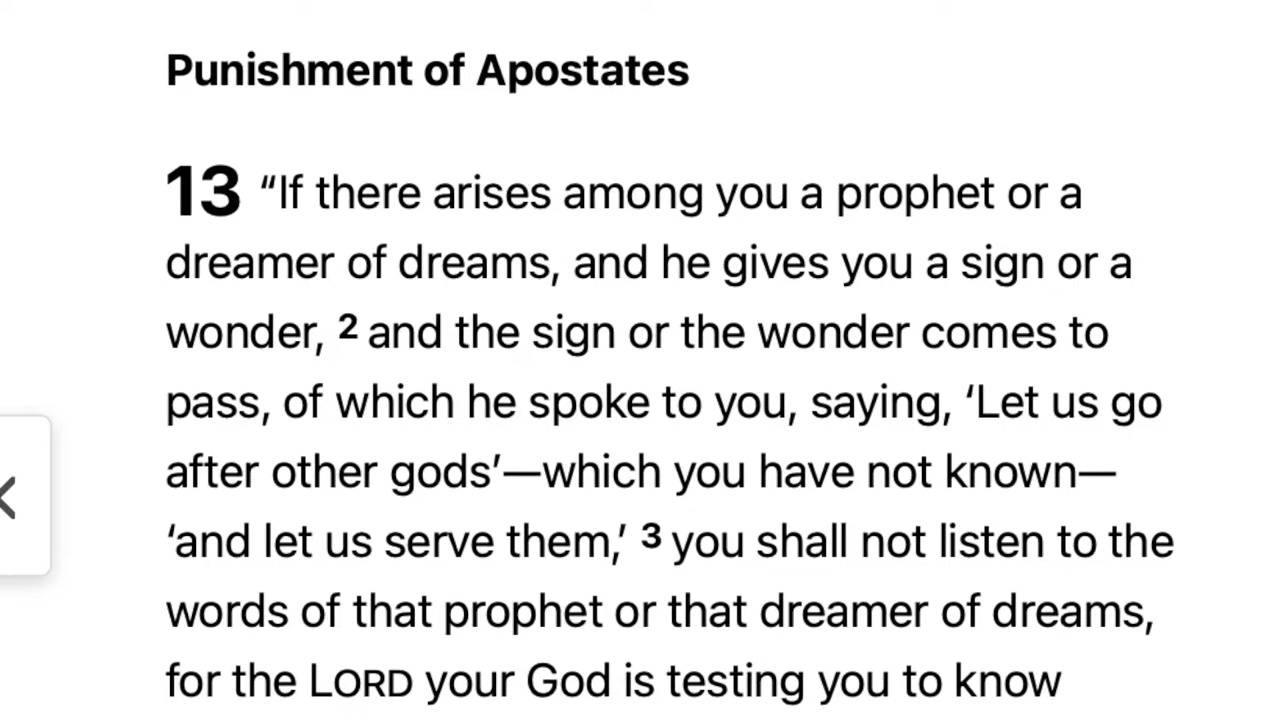 Punishment of Apostates
13 “If there arises among you a prophet or a
dreamer of dreams, and he gives you a sign or a
wonder, 2 and the sign or the wonder comes to
pass, of which he spoke to you, saying, ‘Let us go
after other gods’—which you have not known—
‘and let us serve them,’ 3 you shall not listen to the
words of that prophet or that dreamer of dreams,
for the LORD your God is testing you to know